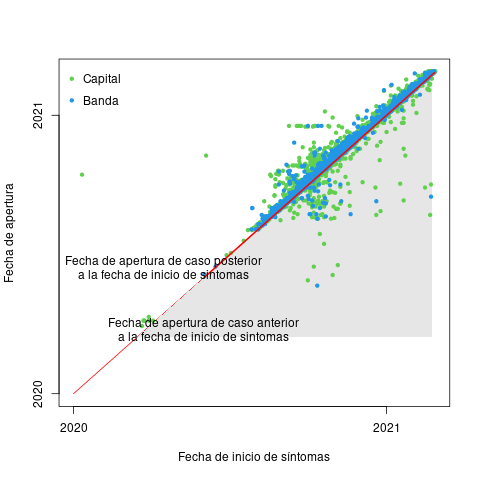 Capital
Banda
2021
Fecha de apertura
Fecha de apertura de caso posterior
a la fecha de inicio de síntomas
Fecha de apertura de caso anterior
a la fecha de inicio de sintomas
2020
2020
2021
Fecha de inicio de síntomas